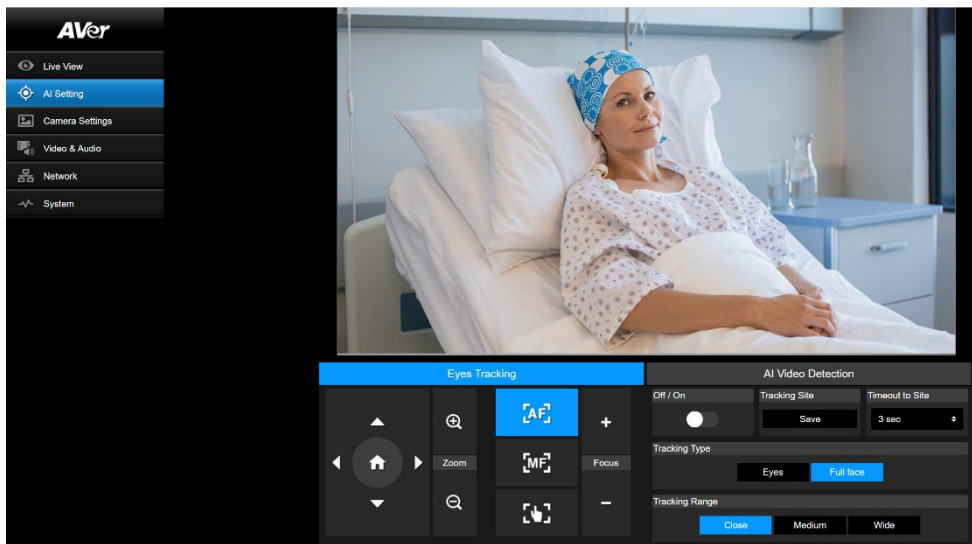 AVer
Live View
AI Setting
Camera Settings
Video & Audio
Network
System
Eyes Tracking
AI Video Detection
Off / On
Tracking Site
Timeout to Site
Save
3 sec
AF
Zoom
MF
Focus
Tracking Type
Eyes
Full face
Tracking Range
Close
Medium
Wide